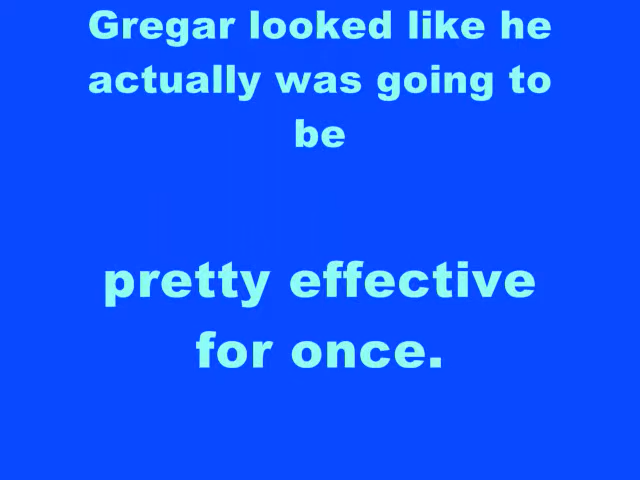 Gregar looked like he
actually was going to
be
pretty effective
for once.